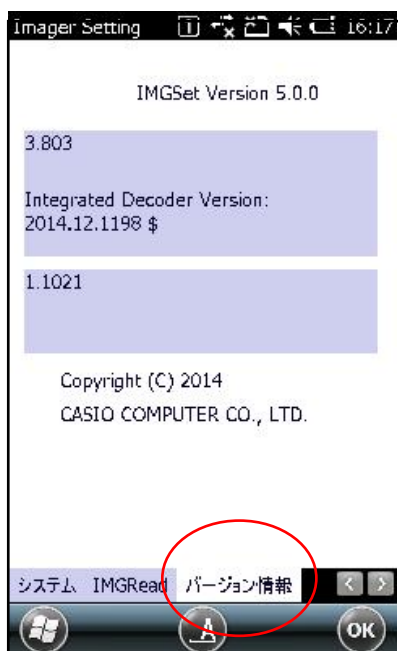 Imager Setting 16:17
IMGSet Version 5.0.0
3.803
Integrated Decoder Version:
2014.12.1198 $
1.1021
Copyright (C) 2014
CASIO COMPUTER CO., LTD.
システム IMGRead バージョン情報
A OK